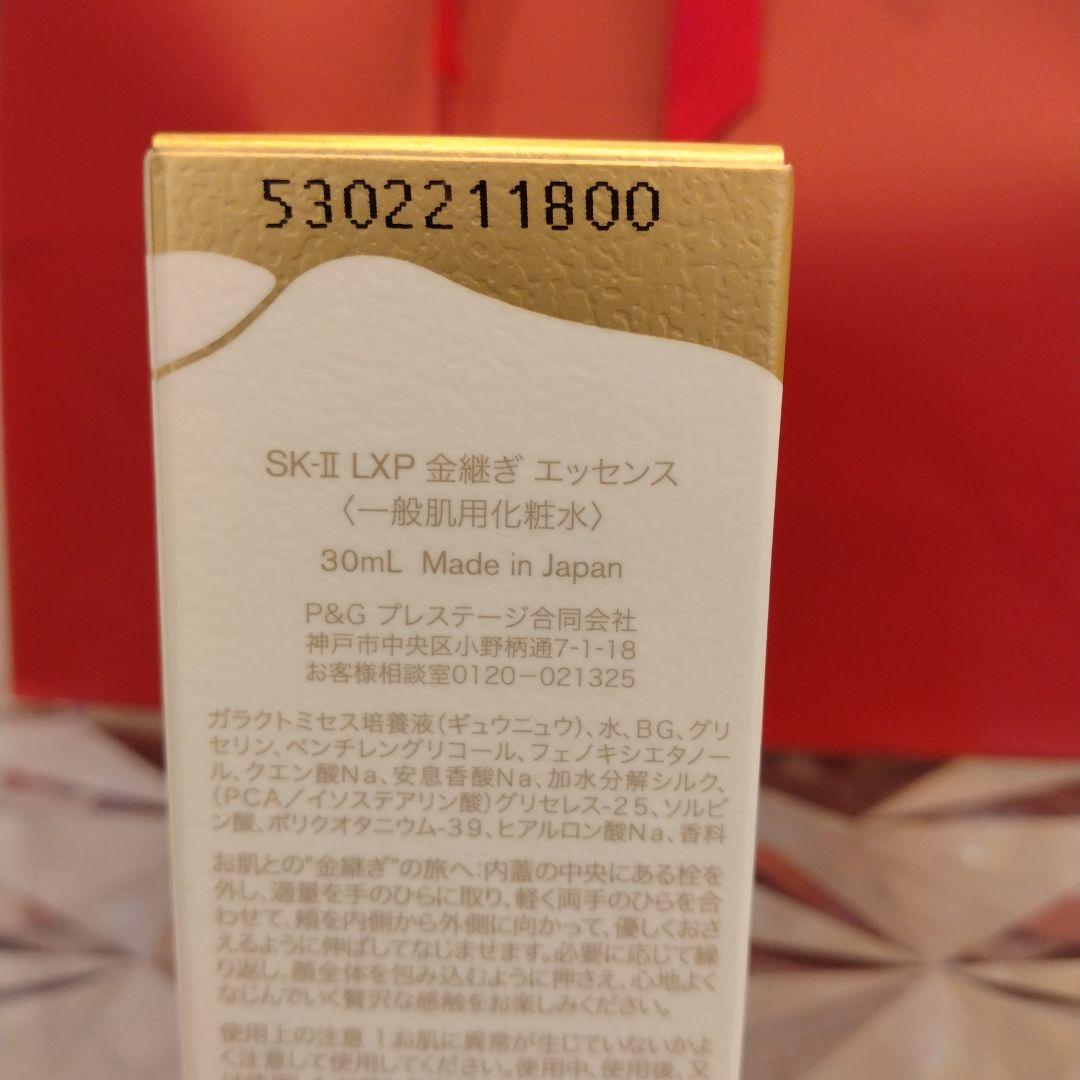 5302211800
SK-Ⅱ LXP 金継ぎ エッセンス
〈一般肌用化粧水〉
30mL Made in Japan
P&G プレステージ合同会社
神戸市中央区小野柄通7-1-18
お客様相談室0120-021325
ガラクトミセス培養液(ギュウニュウ)、水、BG、グリ
セリン、ペンチレングリコール、フェノキシエタノー
ル、クエン酸Na、安息香酸Na、加水分解シルク、
(PCA/イソステアリン酸)グリセレス-25、ソルビ
ン酸、ポリクオタニウム-39、ヒアルロン酸Na、香料
お肌との"金継ぎ"の旅へ:内蓋の中央にある栓を
外し、適量を手のひらに取り、軽く両手のひらを合
わせて、頬を内側から外側に向かって、優しくおさ
えるように伸ばしてなじませます。必要に応じて繰
り返し、顔全体を包み込むように押さえ、心地よく
なじんでいく贅沢な感触をお楽しみください。
使用上の注意 1お肌に異常が生じていないかよ
く注意して使用してください。使用中、使用後、又